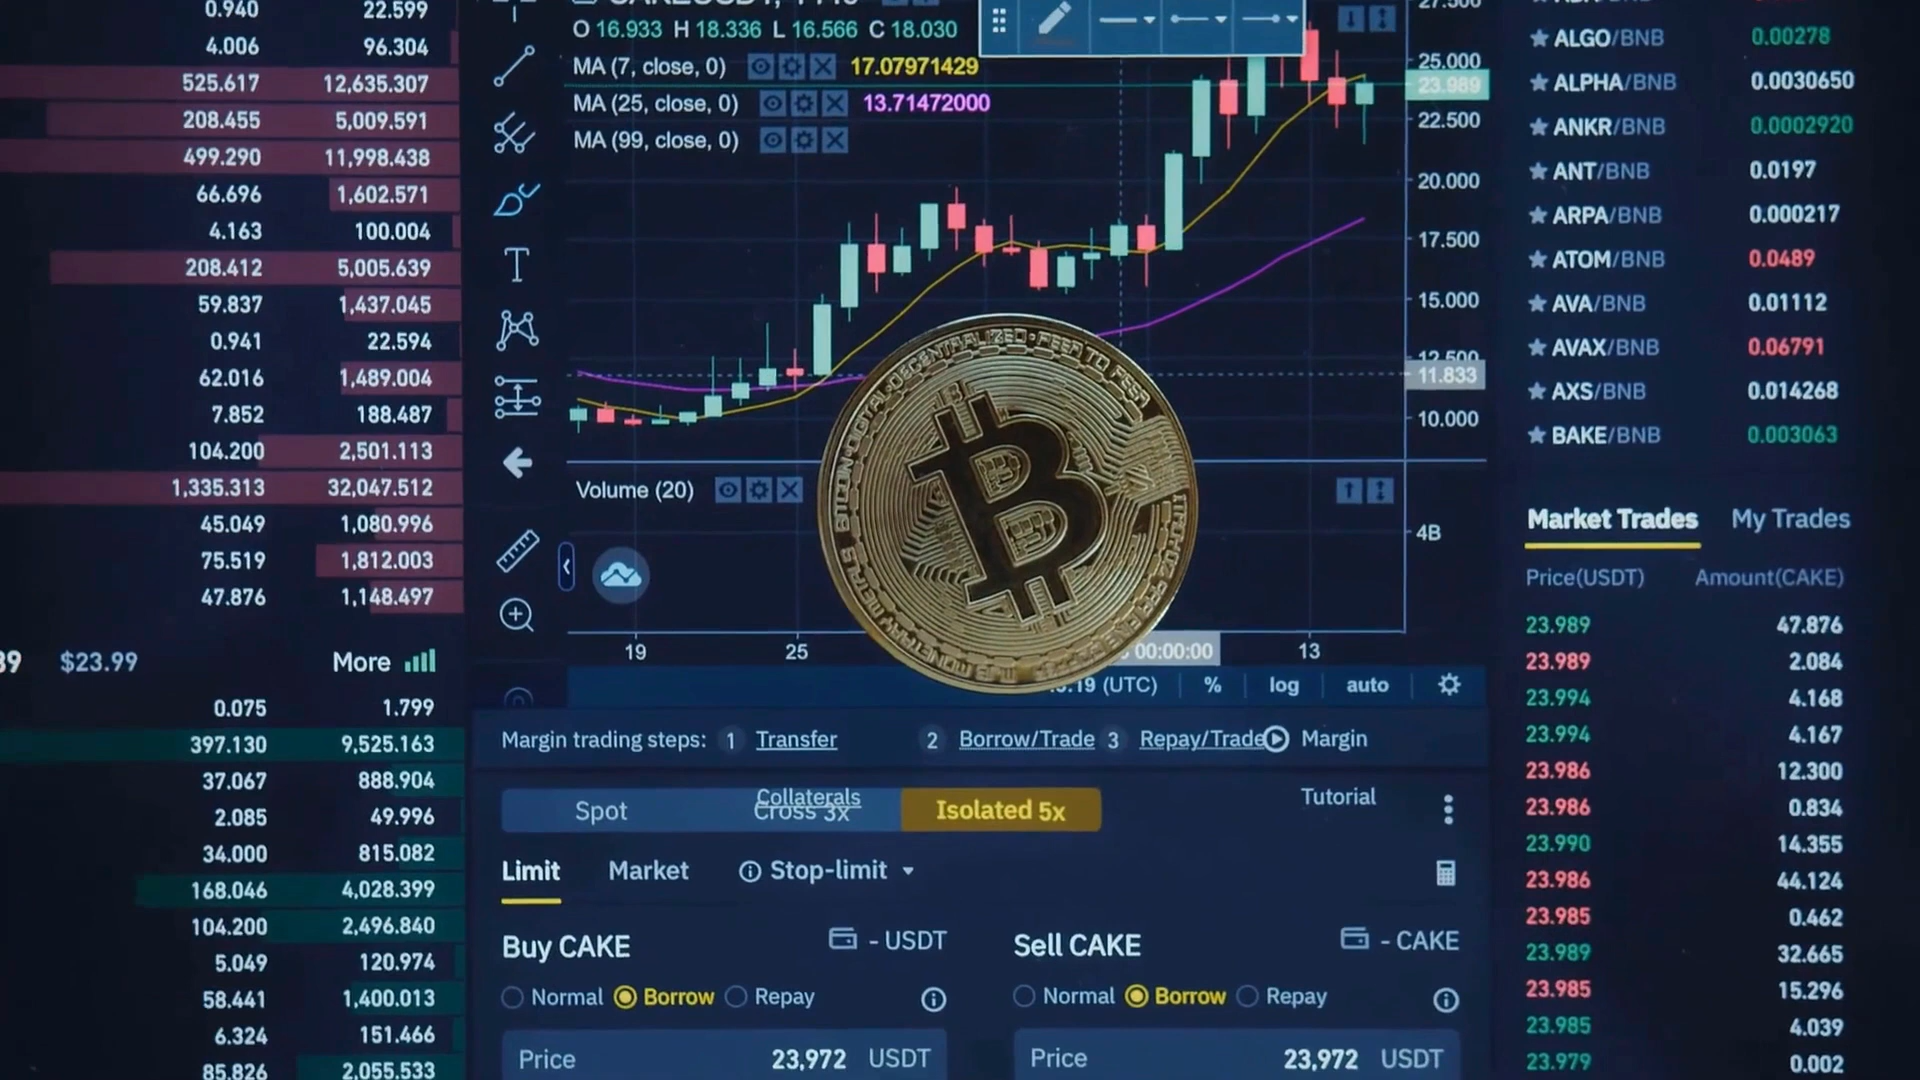 0.940 22.599
4.006 96.304
525.617 12,635.307
208.455 5,009.591
499.290 11,998.438
66.696 1,602.571
4.163 100.004
208.412 5,005.639
59.837 1,437.045
0.941 22.594
62.016 1,489.004
7.852 188.487
104.200 2,501.113
1,335.313 32,047.512
45.049 1,080.996
75.519 1,812.003
47.876 1,148.497
39 $23.99 More
0.075 1.799
397.130 9,525.163
37.067 888.904
2.085 49.996
34.000 815.082
168.046 4,028.399
104.200 2,496.840
5.049 120.974
58.441 1,400.013
6.324 151.466
85.826 2,055.533
T
O 16.933 H 18.336 L 16.566 C 18.030
MA (7, close, 0) 17.07971429
MA (25, close, 0) 13.71472000
MA (99, close, 0)
27.500
25.000
23.989
22.500
20.000
17.500
15.000
12.500
11.833
10.000
Volume (20)
4B
BITCOIN·DIGITAL·DECENTRALIZED·PEER TO PEER
B
19 25 00:00:00 13
(UTC) % log auto
Margin trading steps: 1 Transfer 2 Borrow/Trade 3 Repay/Trade Margin
Collaterals Tutorial
Spot Cross 3x Isolated 5x
Limit Market Stop-limit
Buy CAKE - USDT
Normal Borrow Repay
Price 23,972 USDT
Sell CAKE - CAKE
Normal Borrow Repay
Price 23,972 USDT
ALGO/BNB 0.00278
ALPHA/BNB 0.0030650
ANKR/BNB 0.0002920
ANT/BNB 0.0197
ARPA/BNB 0.000217
ATOM/BNB 0.0489
AVA/BNB 0.01112
AVAX/BNB 0.06791
AXS/BNB 0.014268
BAKE/BNB 0.003063
Market Trades My Trades
Price(USDT) Amount(CAKE)
23.989 47.876
23.989 2.084
23.994 4.168
23.994 4.167
23.986 12.300
23.986 0.834
23.990 14.355
23.986 44.124
23.985 0.462
23.989 32.665
23.985 15.296
23.985 4.039
23.979 0.002